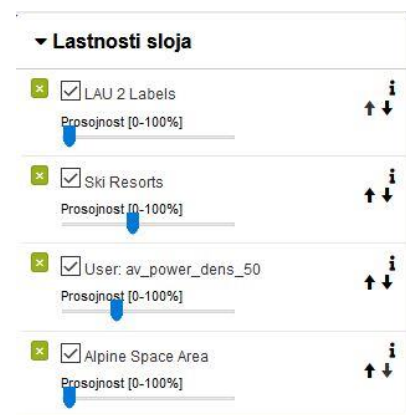 Lastnosti sloja
LAU 2 Labels
Prosojnost [0-100%]
Ski Resorts
Prosojnost [0-100%]
User: av_power_dens_50
Prosojnost [0-100%]
Alpine Space Area
Prosojnost [0-100%]